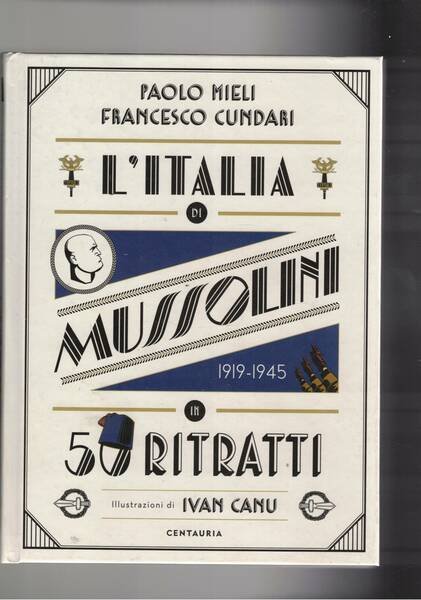 PAOLO MIELI
FRANCESCO CUNDARI
L'ITALIA
DI
MUSSOLINI
1919-1945
IN
50 RITRATTI
Illustrazioni di IVAN CANU
CENTAURIA